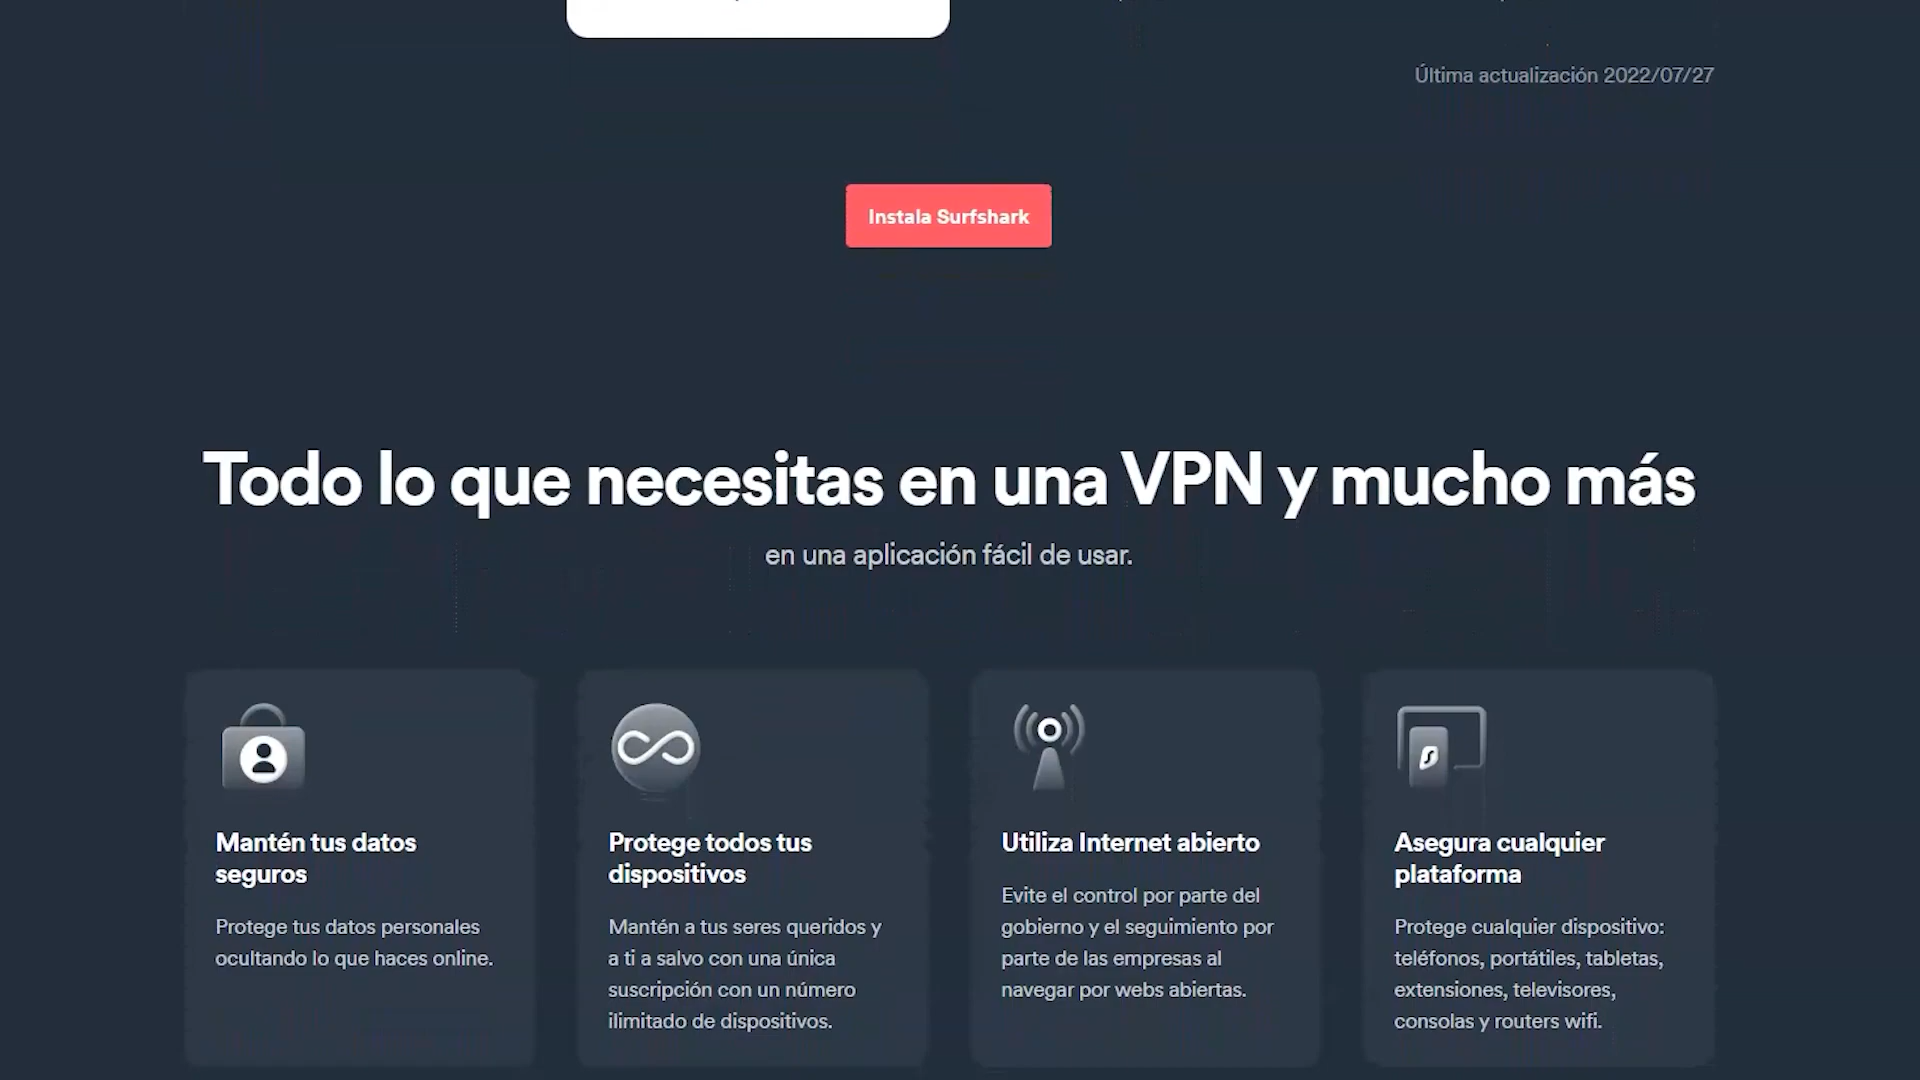 Última actualización 2022/07/27
Instala Surfshark
Todo lo que necesitas en una VPN y mucho más
en una aplicación fácil de usar.
Mantén tus datos
seguros
Protege tus datos personales
ocultando lo que haces online.
Protege todos tus
dispositivos
Mantén a tus seres queridos y
a ti a salvo con una única
suscripción con un número
ilimitado de dispositivos.
Utiliza Internet abierto
Evite el control por parte del
gobierno y el seguimiento por
parte de las empresas al
navegar por webs abiertas.
Asegura cualquier
plataforma
Protege cualquier dispositivo:
teléfonos, portátiles, tabletas,
extensiones, televisores,
consolas y routers wifi.